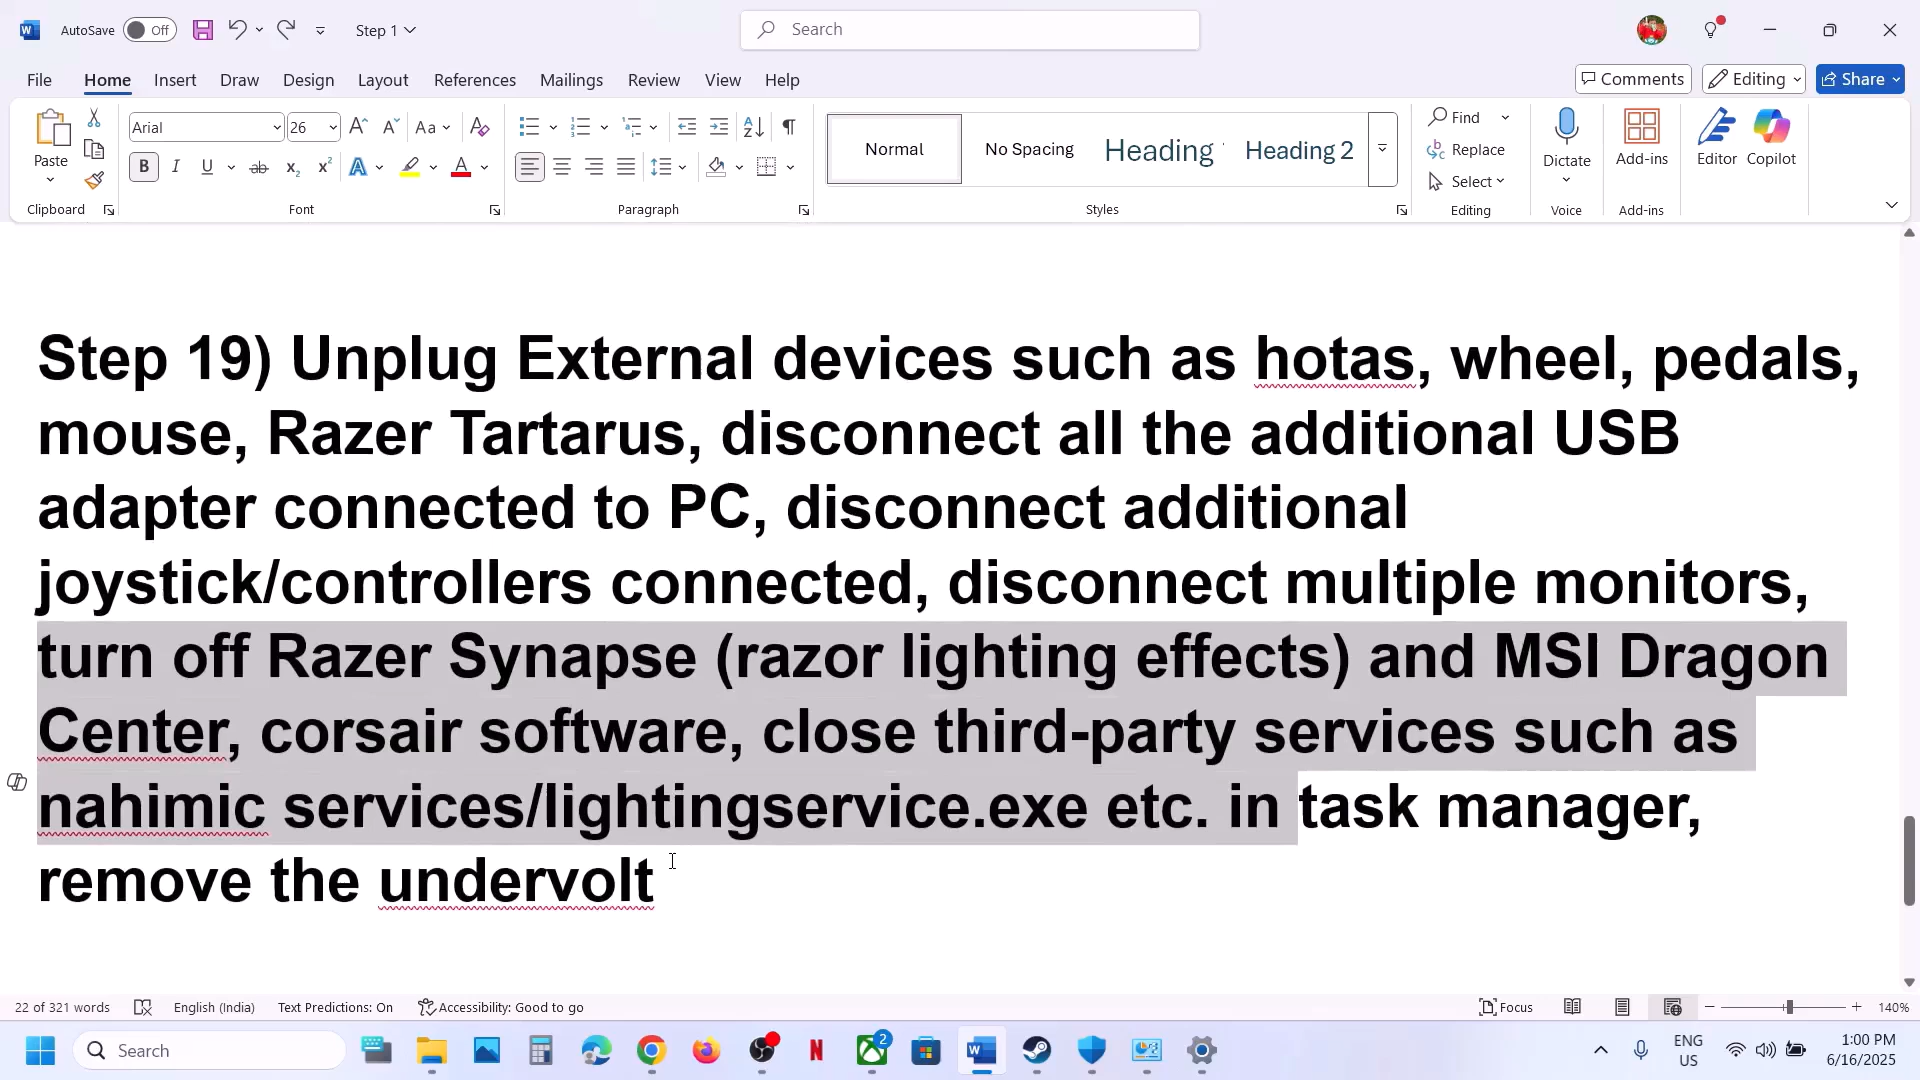 AutoSave Off Step 1 Search
File Home Insert Draw Design Layout References Mailings Review View Help Comments Editing Share
Arial 26 Aa
Paste
B I U ab x₂ x² A A
Normal No Spacing Heading Heading 2
Find
Replace
Select
Dictate Add-ins Editor Copilot
Clipboard Font Paragraph Styles Editing Voice Add-ins
Step 19) Unplug External devices such as hotas, wheel, pedals,
mouse, Razer Tartarus, disconnect all the additional USB
adapter connected to PC, disconnect additional
joystick/controllers connected, disconnect multiple monitors,
turn off Razer Synapse (razor lighting effects) and MSI Dragon
Center, corsair software, close third-party services such as
nahimic services/lightingservice.exe etc. in task manager,
remove the undervolt
22 of 321 words English (India) Text Predictions: On Accessibility: Good to go Focus 140%
Search 2 ENG US 1:00 PM 6/16/2025